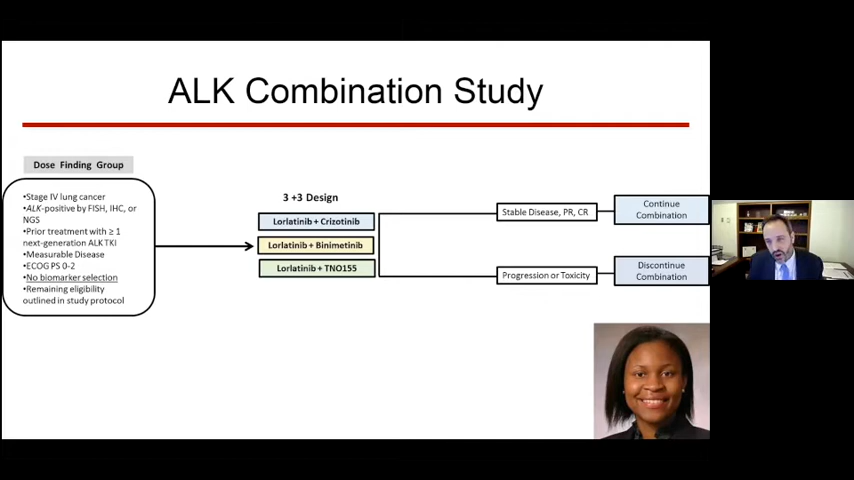 ALK Combination Study
Dose Finding Group
•Stage IV lung cancer
•ALK-positive by FISH, IHC, or
NGS
•Prior treatment with ≥ 1
next-generation ALK TKI
•Measurable Disease
•ECOG PS 0-2
•No biomarker selection
•Remaining eligibility
outlined in study protocol
3 +3 Design
Lorlatinib + Crizotinib
Lorlatinib + Binimetinib
Lorlatinib + TNO155
Stable Disease, PR, CR
Progression or Toxicity
Continue
Combination
Discontinue
Combination